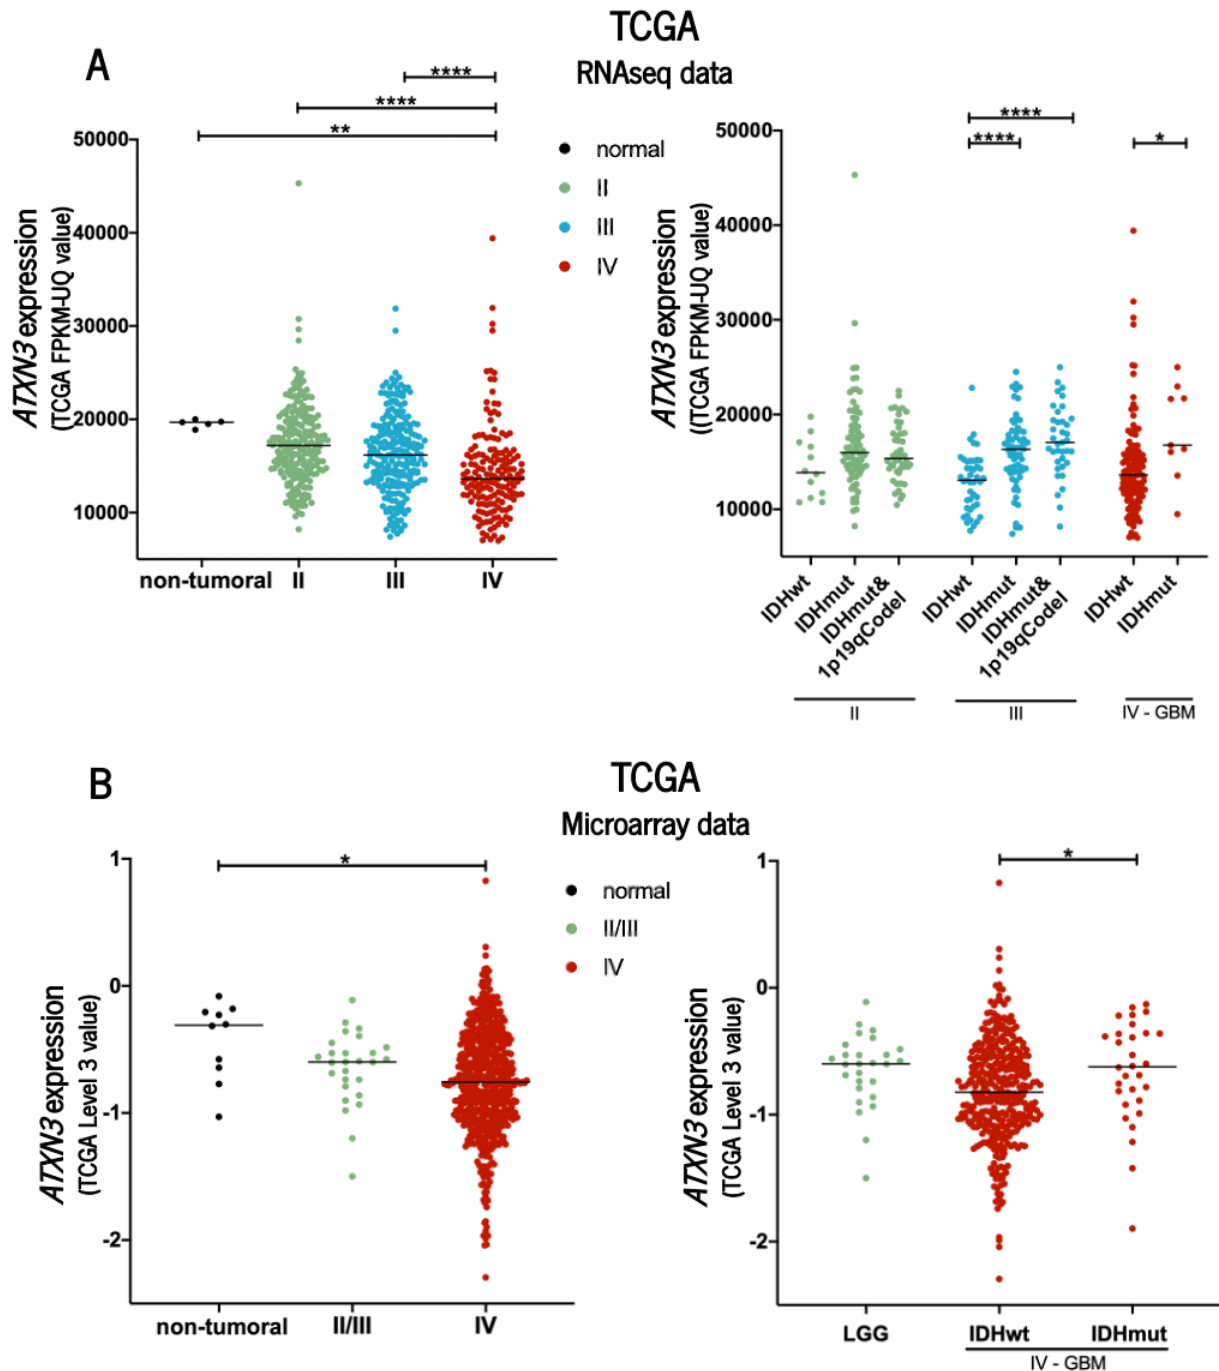 TCGA
A
RNAseq data
****
****
**
50000
40000
30000
20000
10000
ATXN3 expression
(TCGA FPKM-UQ value)
non-tumoral
II
III
IV
normal
II
III
IV
****
****
*
50000
40000
30000
20000
10000
ATXN3 expression
((TCGA FPKM-UQ value)
IDHwt
IDHmut
IDHmut&
1p19qCodel
IDHwt
IDHmut
IDHmut&
1p19qCodel
IDHwt
IDHmut
II
III
IV - GBM
TCGA
B
Microarray data
*
1
0
-1
-2
ATXN3 expression
(TCGA Level 3 value)
non-tumoral
II/III
IV
normal
II/III
IV
*
1
0
-1
-2
ATXN3 expression
(TCGA Level 3 value)
LGG
IDHwt
IDHmut
IV - GBM